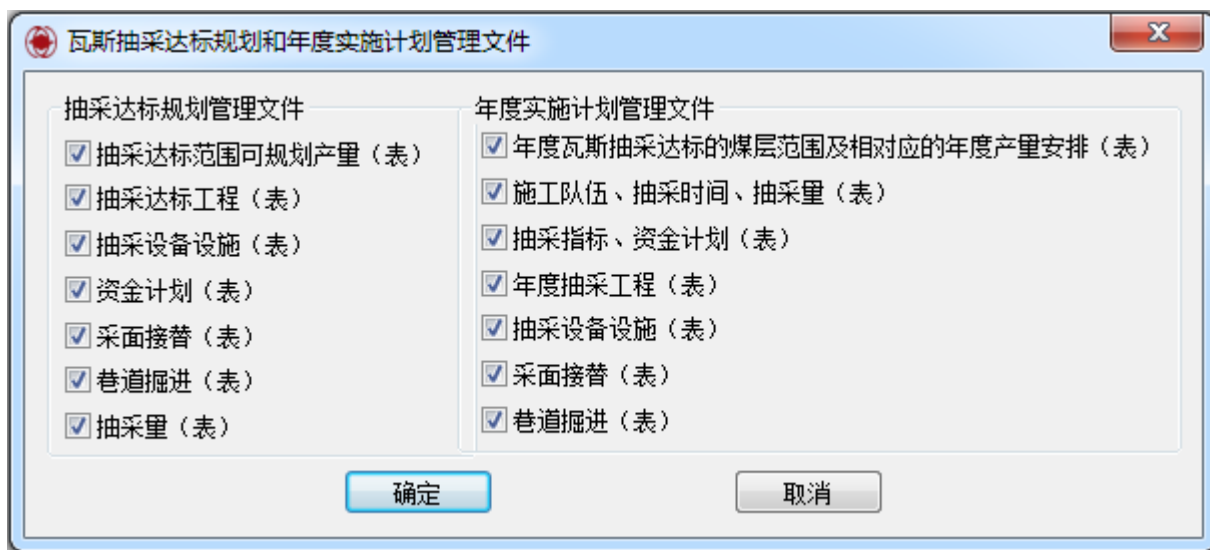 瓦斯抽采达标规划和年度实施计划管理文件
抽采达标规划管理文件
抽采达标范围可规划产量（表）
抽采达标工程（表）
抽采设备设施（表）
资金计划（表）
采面接替（表）
巷道掘进（表）
抽采量（表）
年度实施计划管理文件
年度瓦斯抽采达标的煤层范围及相对应的年度产量安排（表）
施工队伍、抽采时间、抽采量（表）
抽采指标、资金计划（表）
年度抽采工程（表）
抽采设备设施（表）
采面接替（表）
巷道掘进（表）
确定
取消